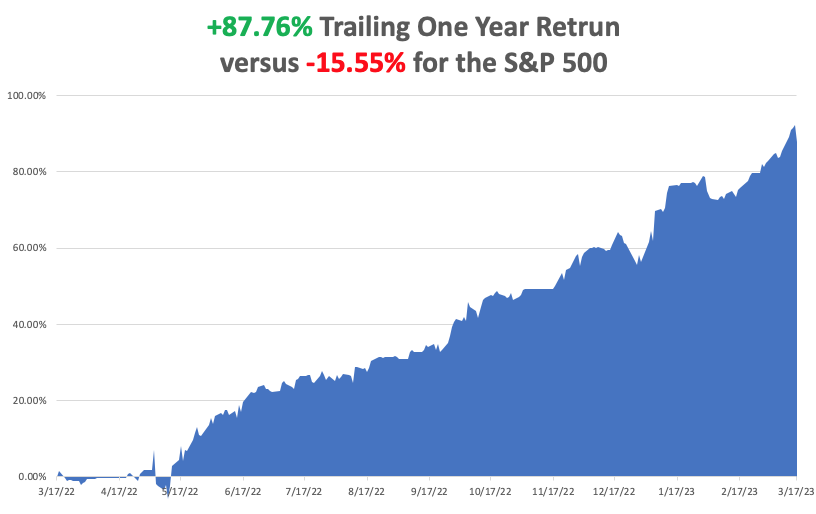 +87.76% Trailing One Year Retrun
versus -15.55% for the S&P 500
100.00%
80.00%
60.00%
40.00%
20.00%
0.00%
3/17/22 4/17/22 5/17/22 6/17/22 7/17/22 8/17/22 9/17/22 10/17/22 11/17/22 12/17/22 1/17/23 2/17/23 3/17/23